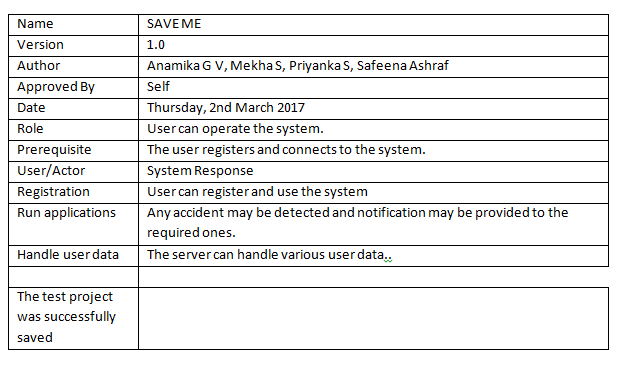 Name SAVE ME
Version 1.0
Author Anamika G V, Mekha S, Priyanka S, Safeena Ashraf
Approved By Self
Date Thursday, 2nd March 2017
Role User can operate the system.
Prerequisite The user registers and connects to the system.
User/Actor System Response
Registration User can register and use the system
Run applications Any accident may be detected and notification may be provided to the
required ones.
Handle user data The server can handle various user data..
The test project
was successfully
saved